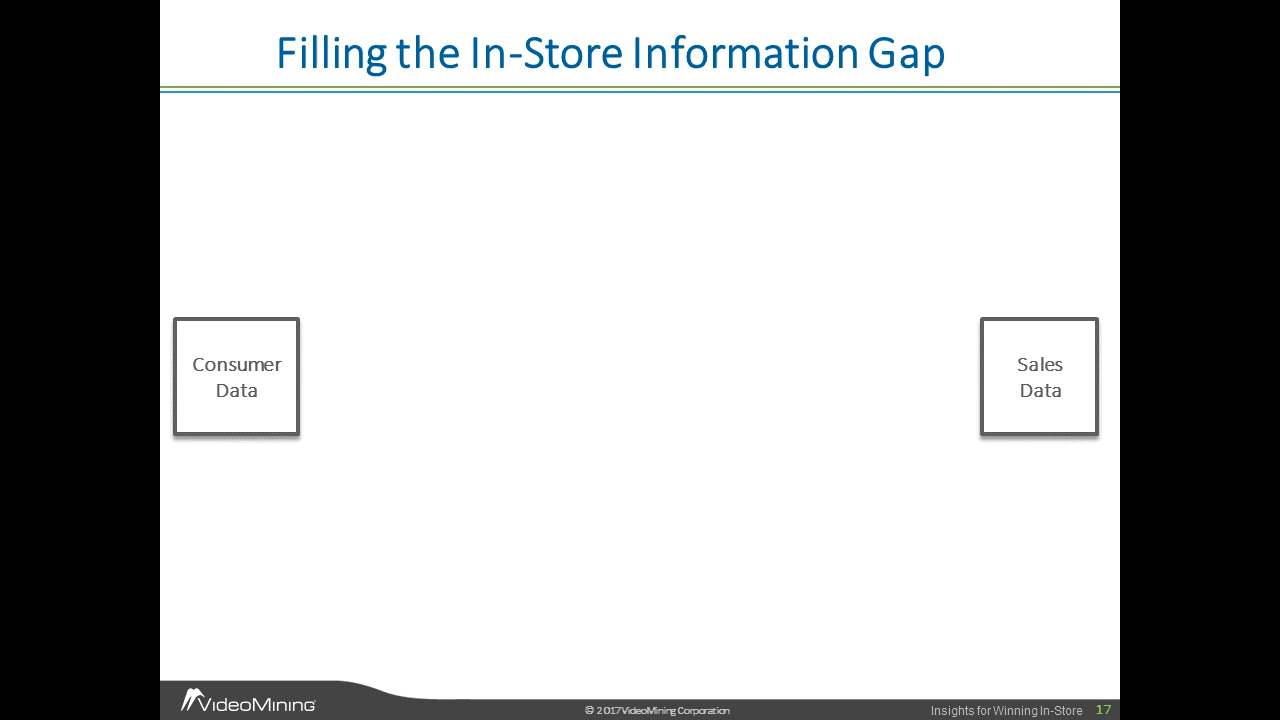 Filling the In-Store Information Gap
Consumer
Data
Sales
Data
VideoMining
© 2017 VideoMining Corporation
Insights for Winning In-Store 17